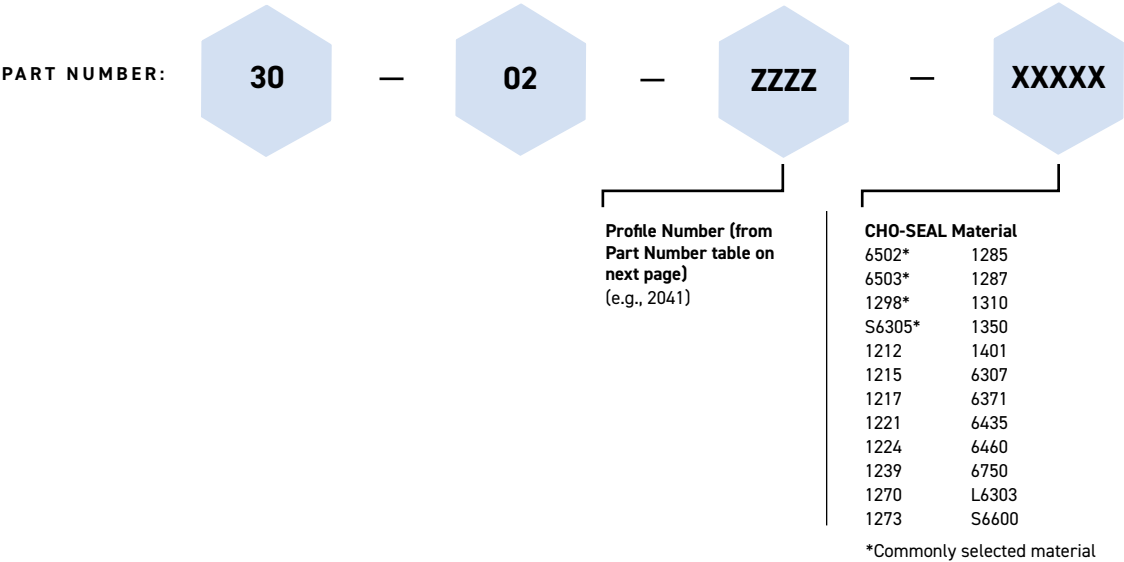 PART NUMBER: 30 — 02 — ZZZZ — XXXXX
Profile Number (from
Part Number table on
next page)
(e.g., 2041)
CHO-SEAL Material
6502* 1285
6503* 1287
1298* 1310
S6305* 1350
1212 1401
1215 6307
1217 6371
1221 6435
1224 6460
1239 6750
1270 L6303
1273 S6600
*Commonly selected material